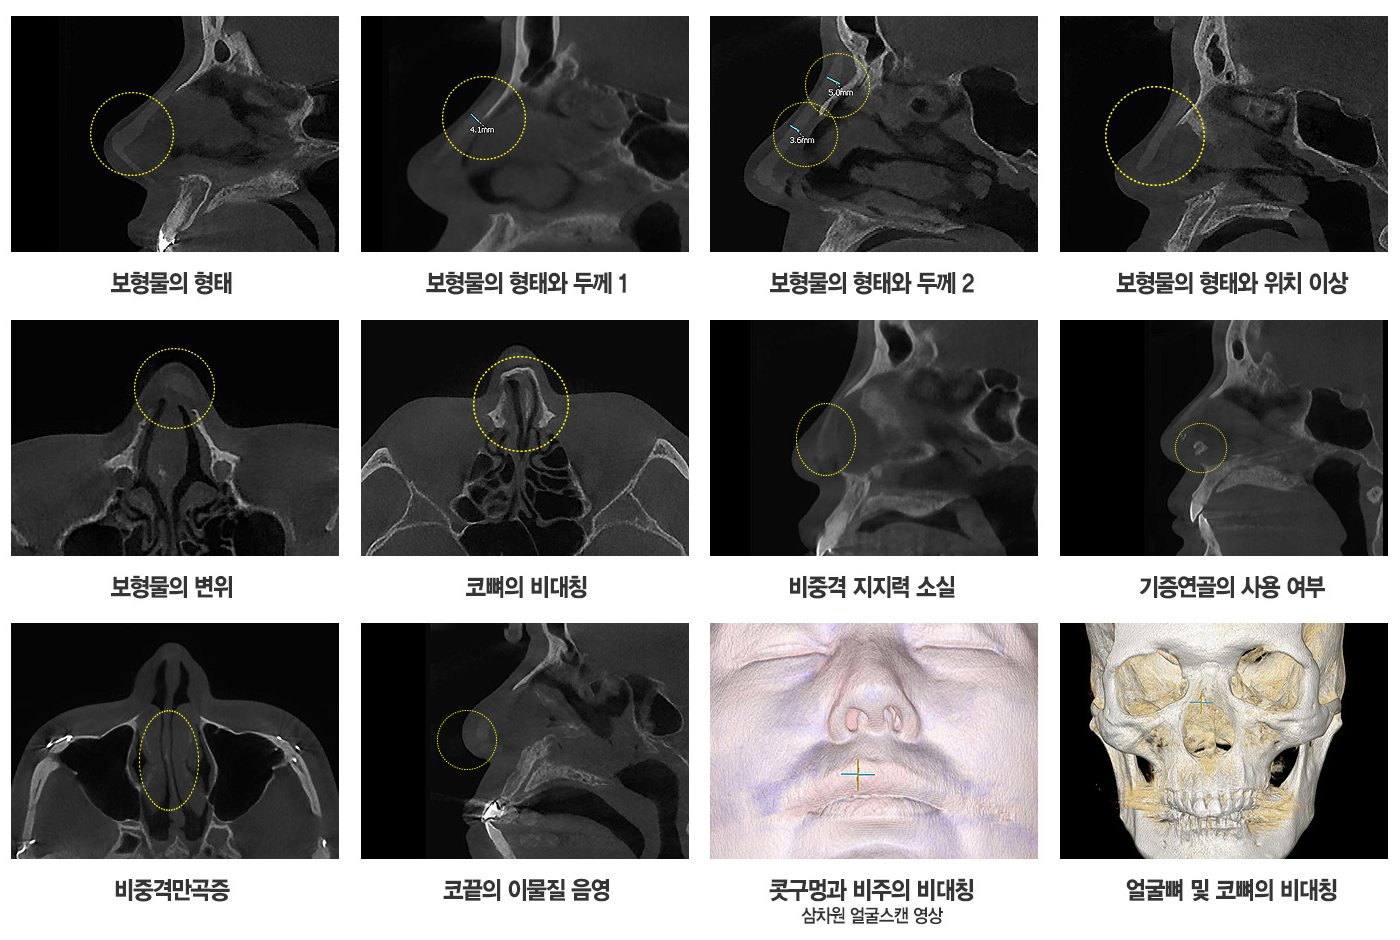 4.1mm
5.0mm
3.6mm
보형물의 형태
보형물의 형태와 두께 1
보형물의 형태와 두께 2
보형물의 형태와 위치 이상
보형물의 변위
코뼈의 비대칭
비중격 지지력 소실
기증연골의 사용 여부
비중격만곡증
코끝의 이물질 음영
콧구멍과 비주의 비대칭
삼차원 얼굴스캔 영상
얼굴뼈 및 코뼈의 비대칭